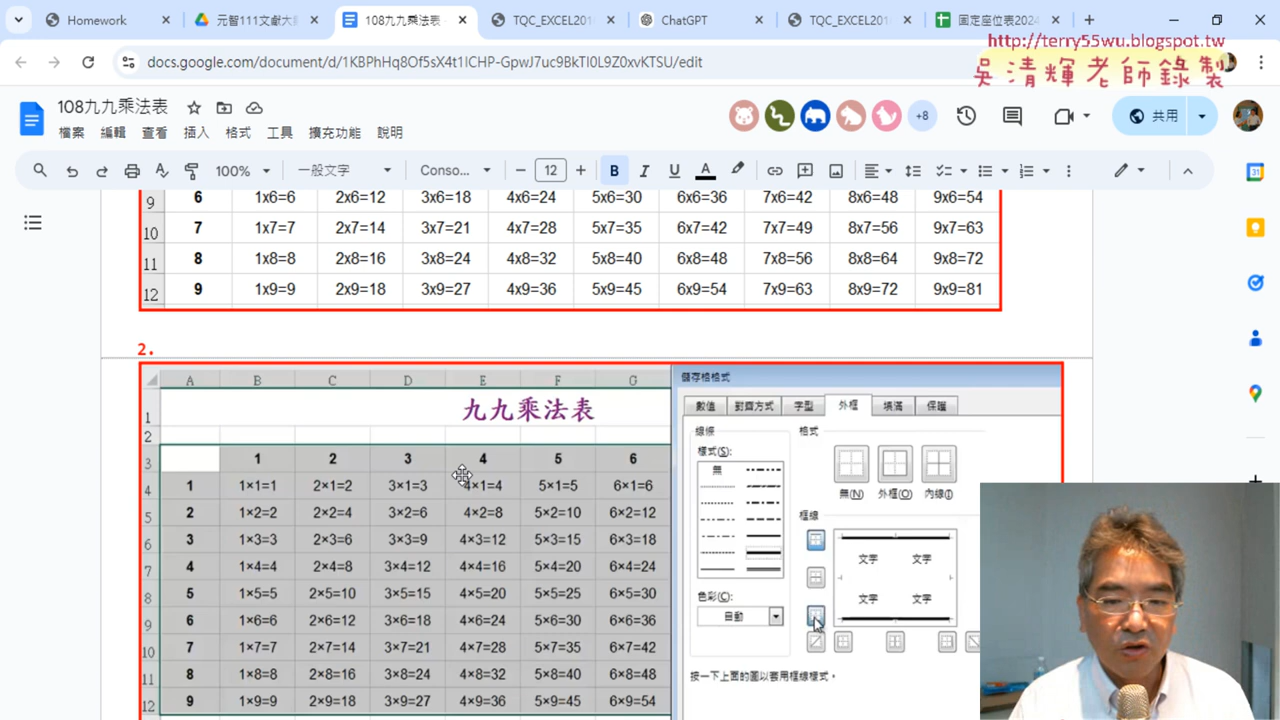 Homework
元智111文獻大
108九九乘法表
TQC_EXCEL201
ChatGPT
TQC_EXCEL201
固定座位表2024
http://terry55wu.blogspot.tw
docs.google.com/document/d/1KBPhHq8Of5sX4t1ICHP-GpwJ7uc9BkTI0L9Z0xvKTSU/edit
吳清輝老師錄製
108九九乘法表
檔案 編輯 查看 插入 格式 工具 擴充功能 說明
+8
共用
100% 一般文字 Conso... 12 B I U A
9 6 1x6=6 2x6=12 3x6=18 4x6=24 5x6=30 6x6=36 7x6=42 8x6=48 9x6=54
10 7 1x7=7 2x7=14 3x7=21 4x7=28 5x7=35 6x7=42 7x7=49 8x7=56 9x7=63
11 8 1x8=8 2x8=16 3x8=24 4x8=32 5x8=40 6x8=48 7x8=56 8x8=64 9x8=72
12 9 1x9=9 2x9=18 3x9=27 4x9=36 5x9=45 6x9=54 7x9=63 8x9=72 9x9=81
2.
A B C D E F G
1 九九乘法表
2
3 1 2 3 4 5 6
4 1 1×1=1 2×1=2 3×1=3 4×1=4 5×1=5 6×1=6
5 2 1×2=2 2×2=4 3×2=6 4×2=8 5×2=10 6×2=12
6 3 1×3=3 2×3=6 3×3=9 4×3=12 5×3=15 6×3=18
7 4 1×4=4 2×4=8 3×4=12 4×4=16 5×4=20 6×4=24
8 5 1×5=5 2×5=10 3×5=15 4×5=20 5×5=25 6×5=30
9 6 1×6=6 2×6=12 3×6=18 4×6=24 5×6=30 6×6=36
10 7 1×7=7 2×7=14 3×7=21 4×7=28 5×7=35 6×7=42
11 8 1×8=8 2×8=16 3×8=24 4×8=32 5×8=40 6×8=48
12 9 1×9=9 2×9=18 3×9=27 4×9=36 5×9=45 6×9=54
儲存格格式
數值 對齊方式 字型 外框 填滿 保護
線條 格式
樣式(S):
無
無(N) 外框(O) 內線(I)
框線
文字 文字
文字 文字
色彩(C):
自動
按一下上面的圖以套用框線樣式。